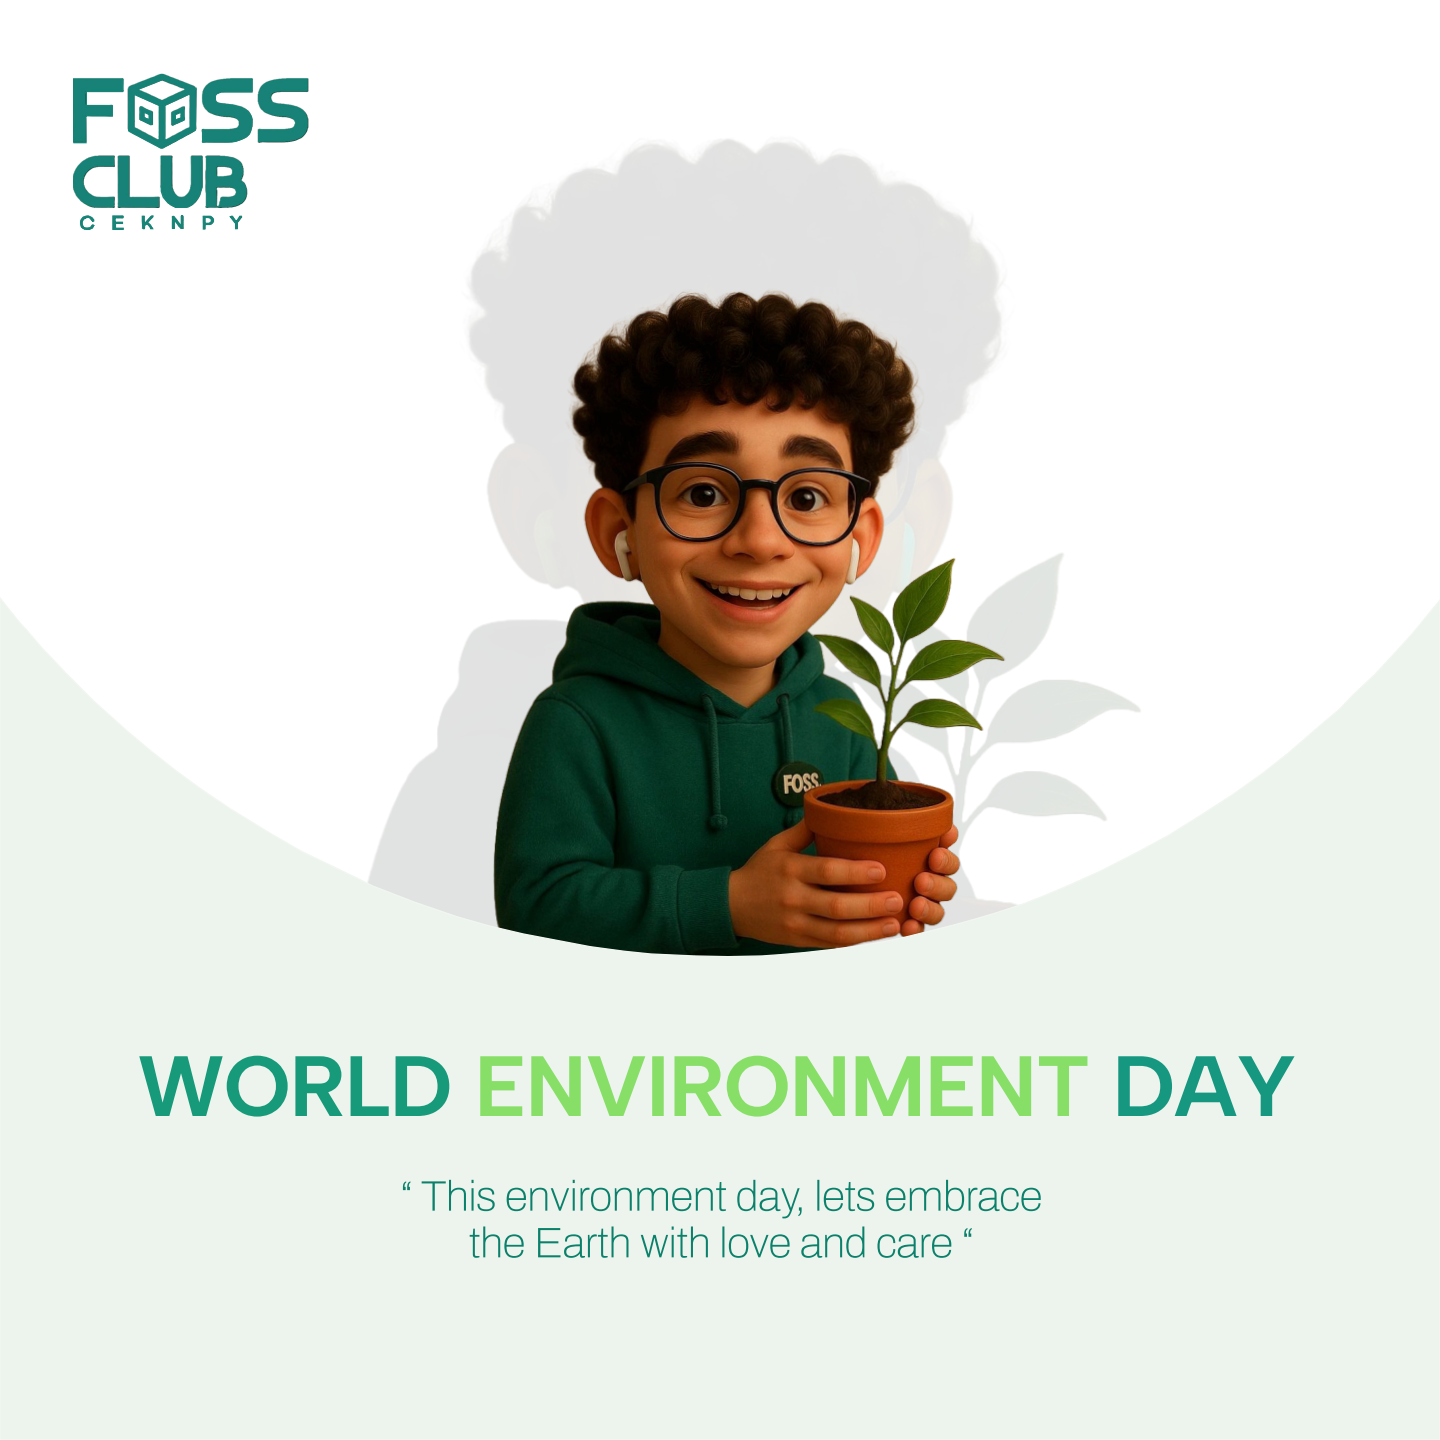 FOSS
CLUB
CEKNPY
FOSS
WORLD ENVIRONMENT DAY
“ This environment day, lets embrace
the Earth with love and care “